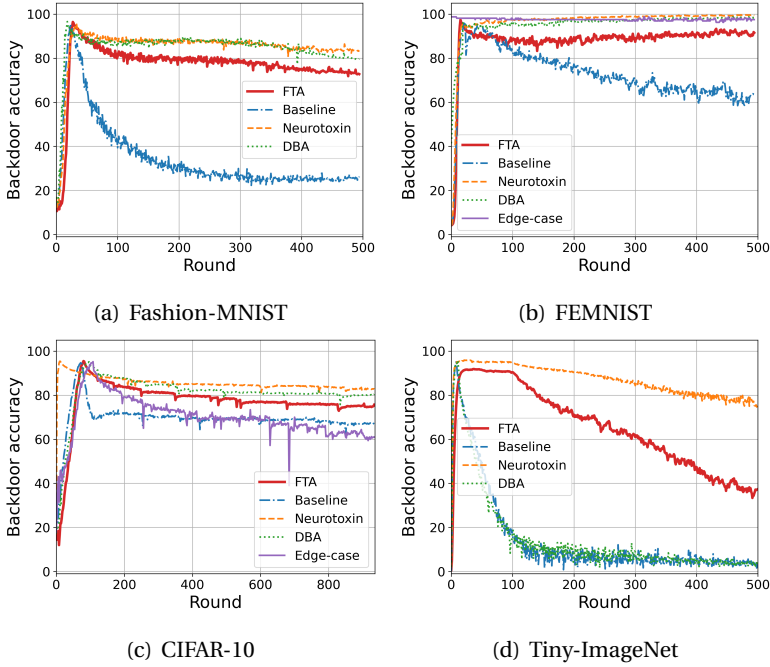 100
80
60
40
20
0
Backdoor accuracy
FTA
Baseline
Neurotoxin
DBA
0 100 200 300 400 500
Round
(a) Fashion-MNIST
100
80
60
40
20
0
Backdoor accuracy
FTA
Baseline
Neurotoxin
DBA
Edge-case
0 100 200 300 400 500
Round
(b) FEMNIST
100
80
60
40
20
0
Backdoor accuracy
FTA
Baseline
Neurotoxin
DBA
Edge-case
0 200 400 600 800
Round
(c) CIFAR-10
100
80
60
40
20
0
Backdoor accuracy
FTA
Baseline
Neurotoxin
DBA
0 100 200 300 400 500
Round
(d) Tiny-ImageNet